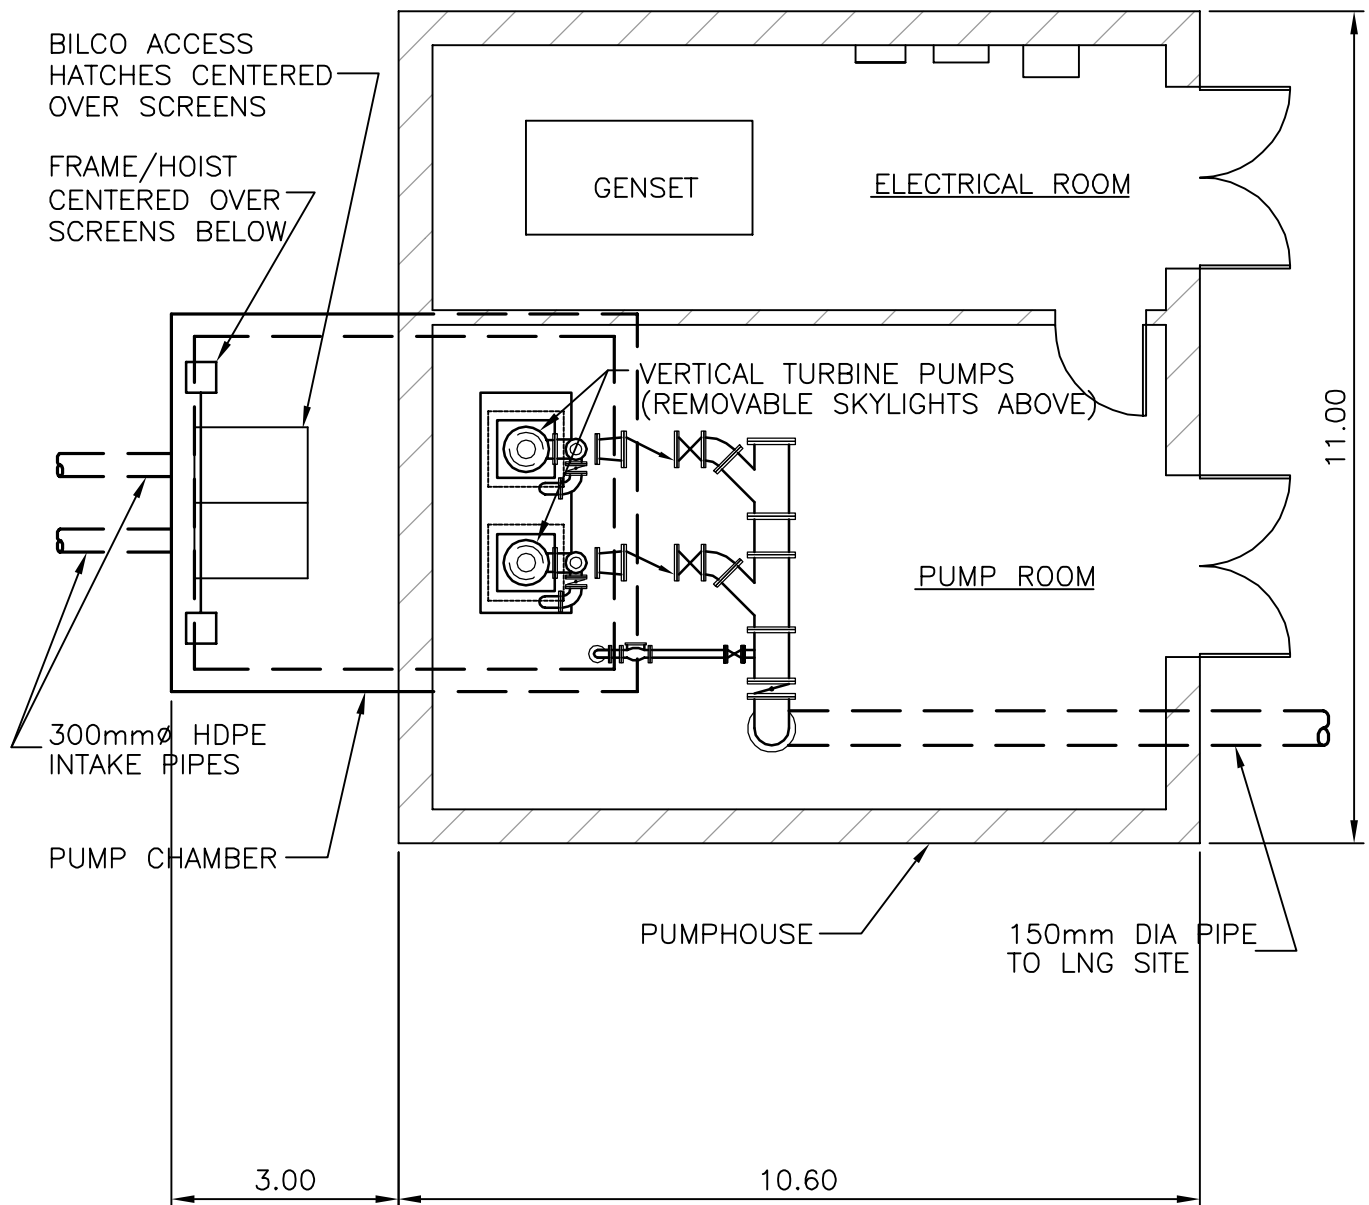 BILCO ACCESS
HATCHES CENTERED
OVER SCREENS
FRAME/HOIST
CENTERED OVER
SCREENS BELOW
GENSET
ELECTRICAL ROOM
VERTICAL TURBINE PUMPS
(REMOVABLE SKYLIGHTS ABOVE)
11.00
PUMP ROOM
300mmø HDPE
INTAKE PIPES
PUMP CHAMBER
PUMPHOUSE
150mm DIA PIPE
TO LNG SITE
3.00
10.60